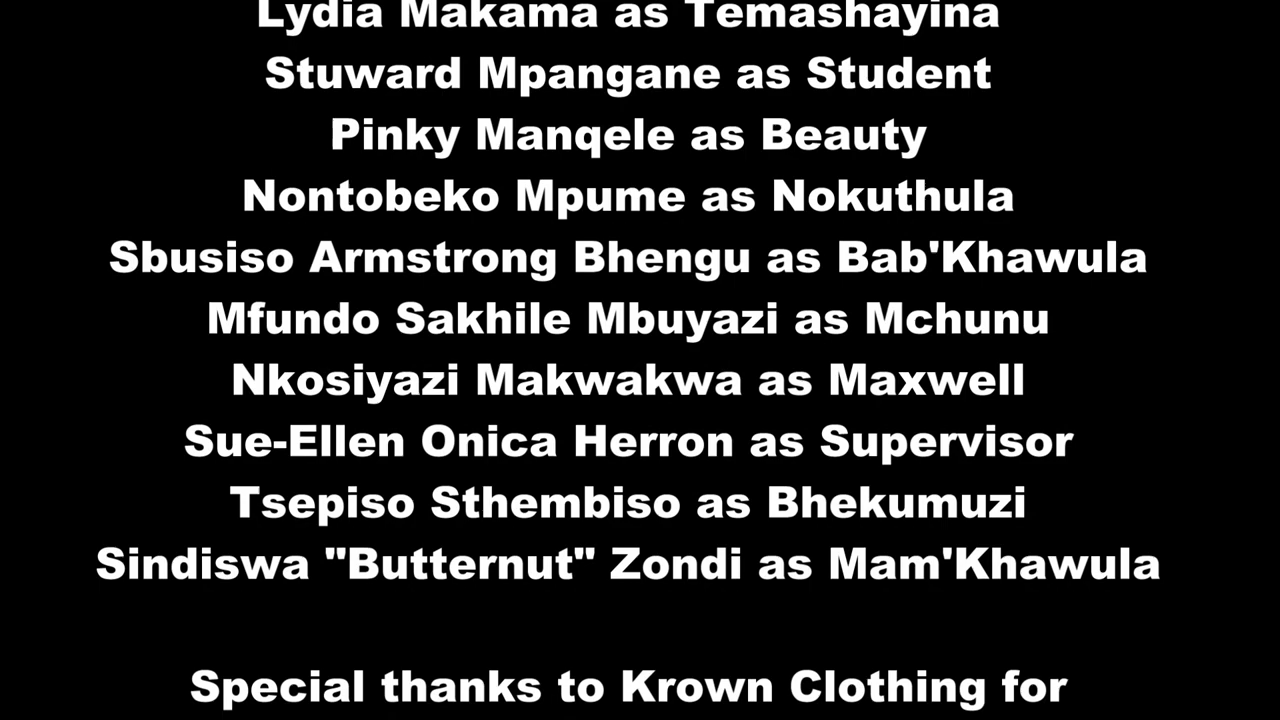 Lydia Makama as Temashayina
Stuward Mpangane as Student
Pinky Manqele as Beauty
Nontobeko Mpume as Nokuthula
Sbusiso Armstrong Bhengu as Bab'Khawula
Mfundo Sakhile Mbuyazi as Mchunu
Nkosiyazi Makwakwa as Maxwell
Sue-Ellen Onica Herron as Supervisor
Tsepiso Sthembiso as Bhekumuzi
Sindiswa "Butternut" Zondi as Mam'Khawula
Special thanks to Krown Clothing for